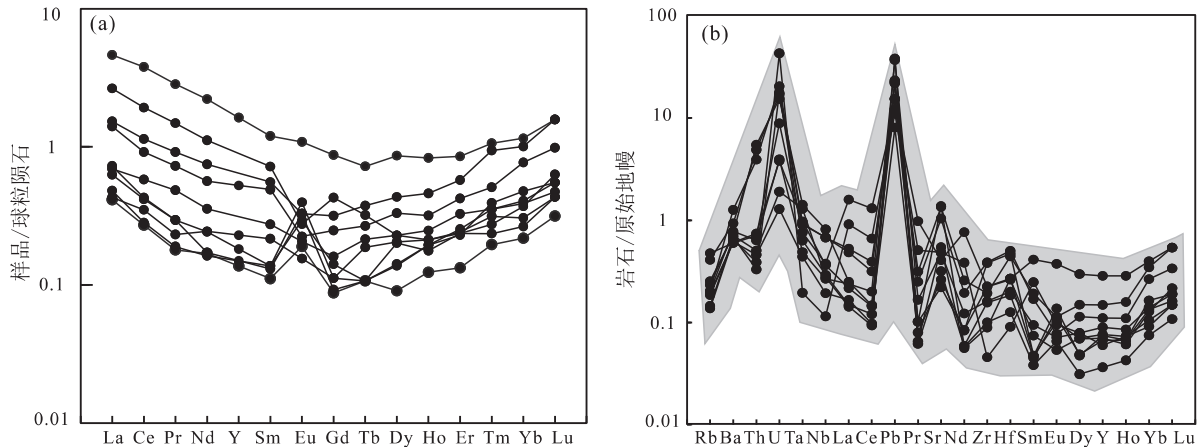 (a)
10
1
0.1
0.01
样品/球粒陨石
La Ce Pr Nd Y Sm Eu Gd Tb Dy Ho Er Tm Yb Lu
(b)
100
10
1
0.1
0.01
岩石/原始地幔
Rb Ba Th U Ta Nb La Ce Pb Pr Sr Nd Zr Hf Sm Eu Dy Y Ho Yb Lu